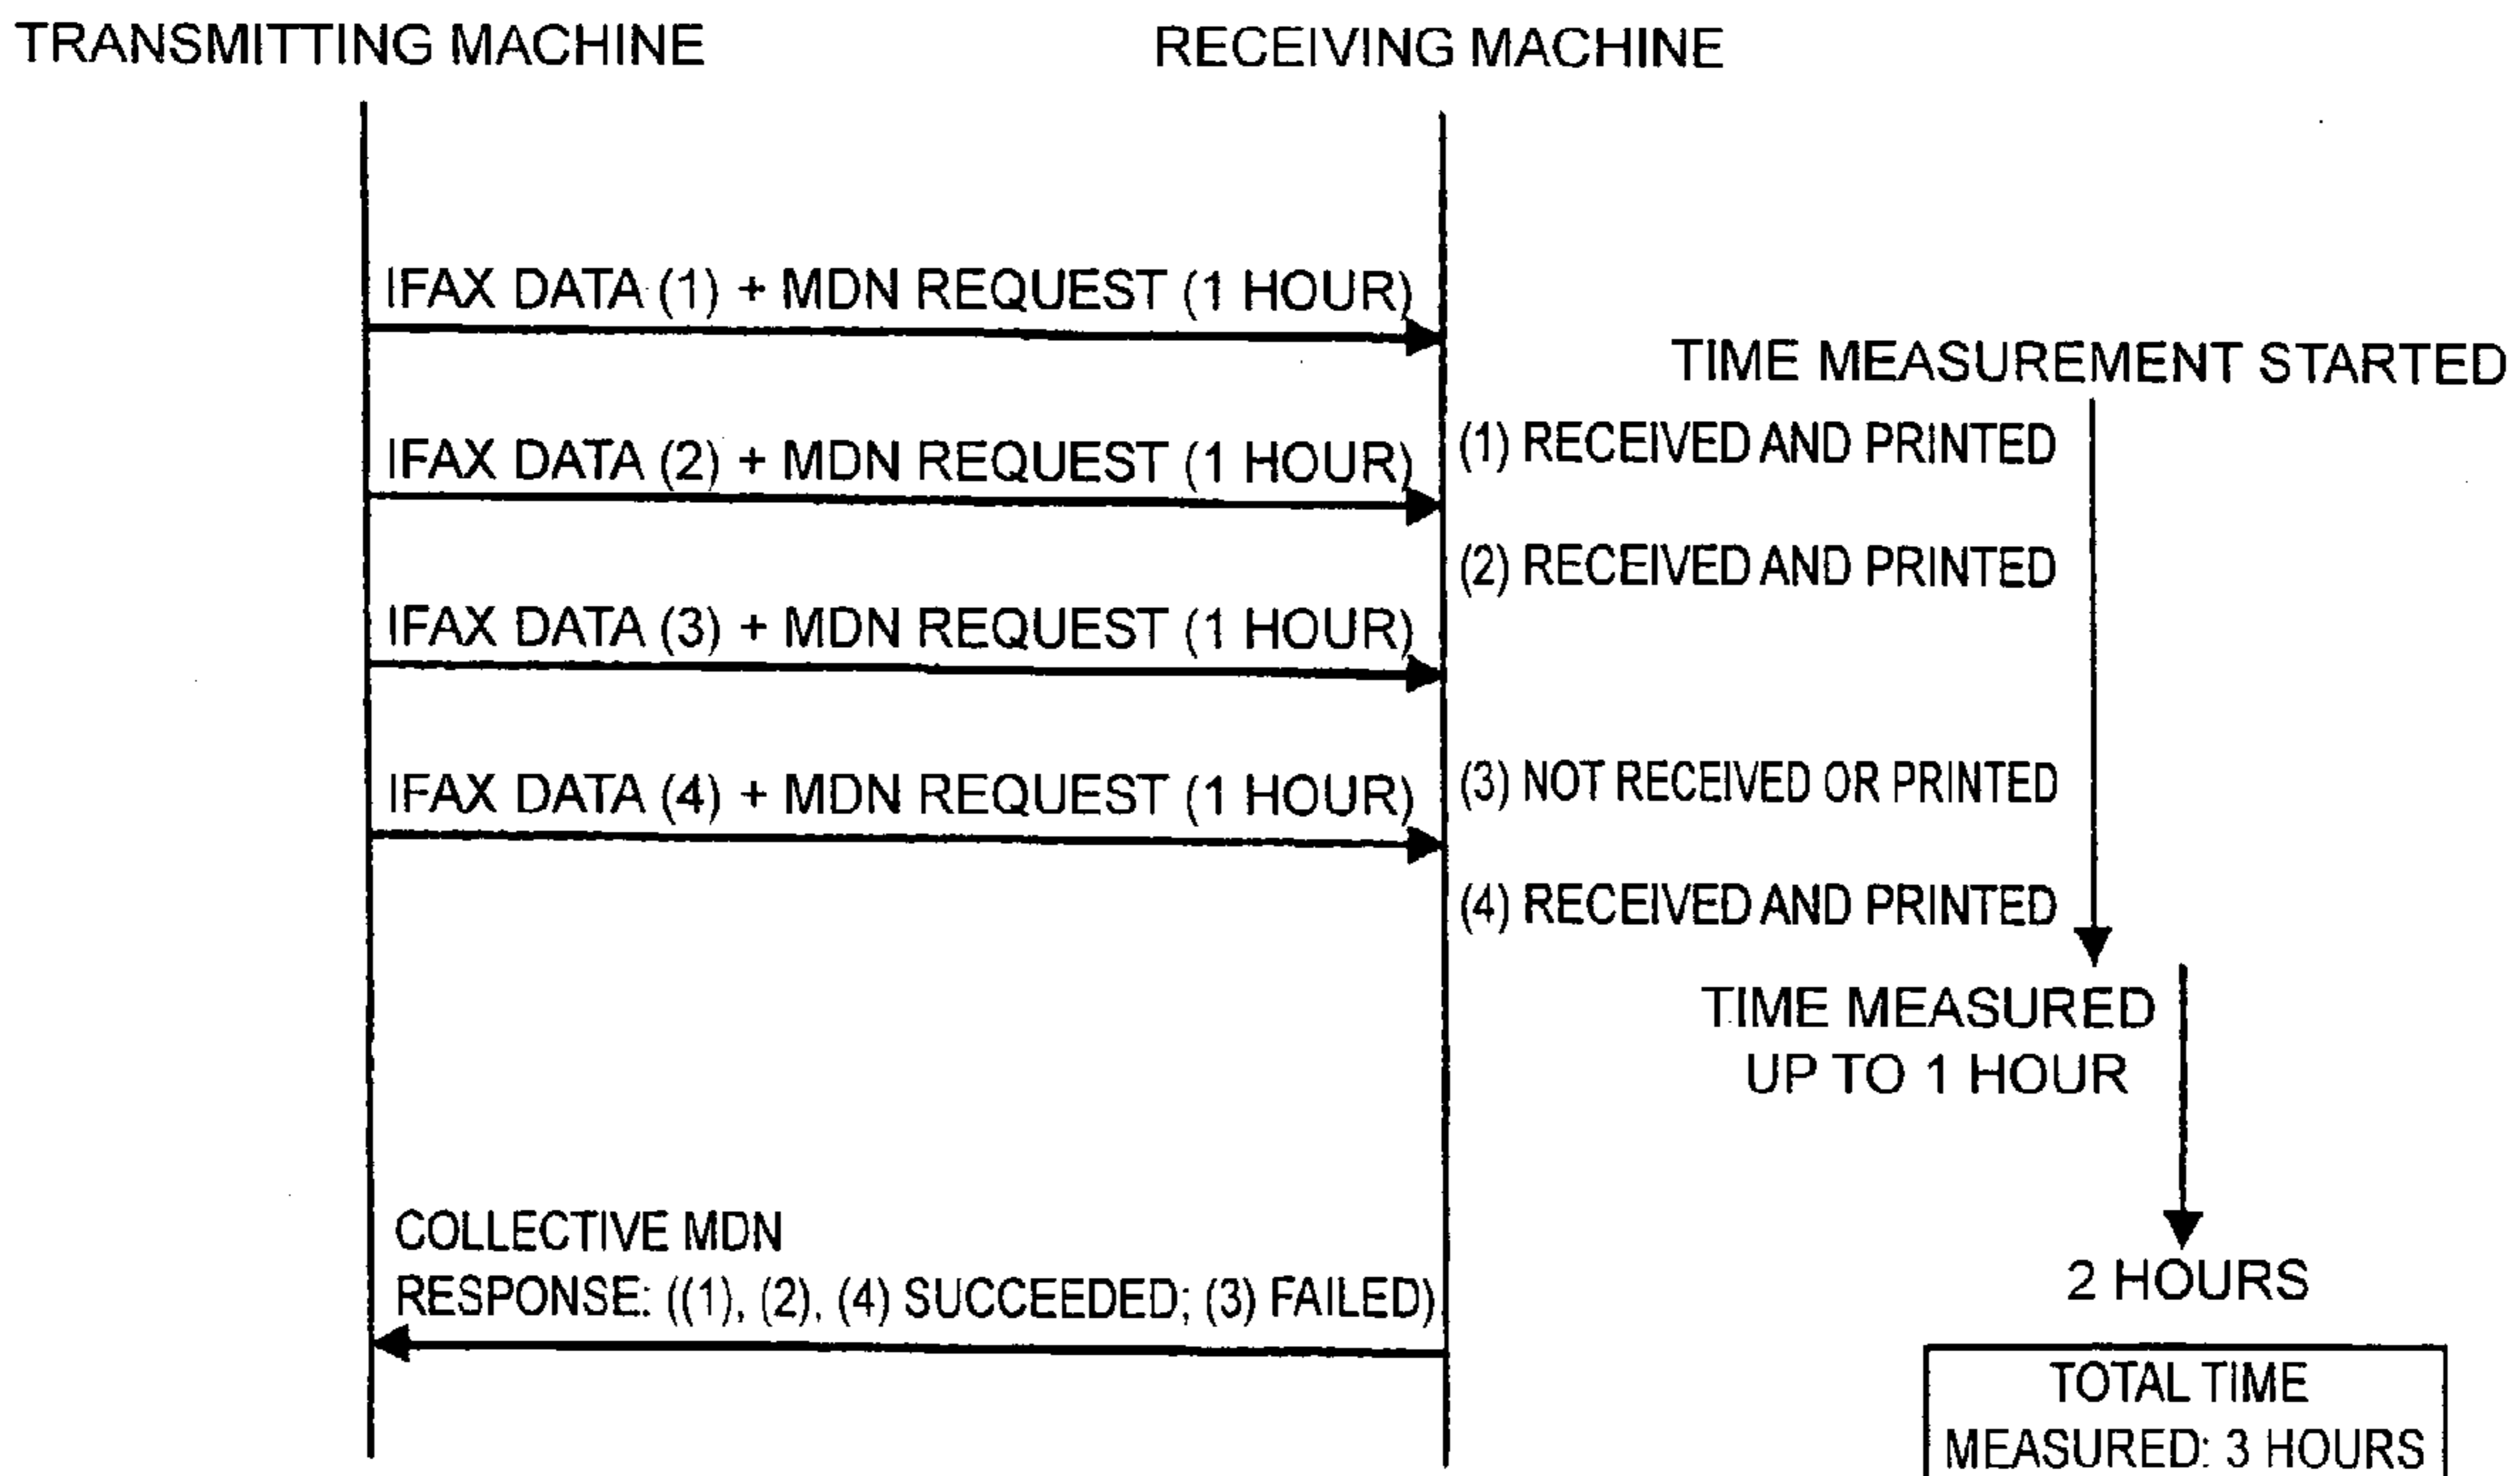 TRANSMITTING MACHINE
RECEIVING MACHINE
IFAX DATA (1) + MDN REQUEST (1 HOUR)
TIME MEASUREMENT STARTED
(1) RECEIVED AND PRINTED
IFAX DATA (2) + MDN REQUEST (1 HOUR)
(2) RECEIVED AND PRINTED
IFAX DATA (3) + MDN REQUEST (1 HOUR)
(3) NOT RECEIVED OR PRINTED
IFAX DATA (4) + MDN REQUEST (1 HOUR)
(4) RECEIVED AND PRINTED
TIME MEASURED
UP TO 1 HOUR
COLLECTIVE MDN
RESPONSE: ((1), (2), (4) SUCCEEDED; (3) FAILED)
2 HOURS
TOTAL TIME
MEASURED: 3 HOURS